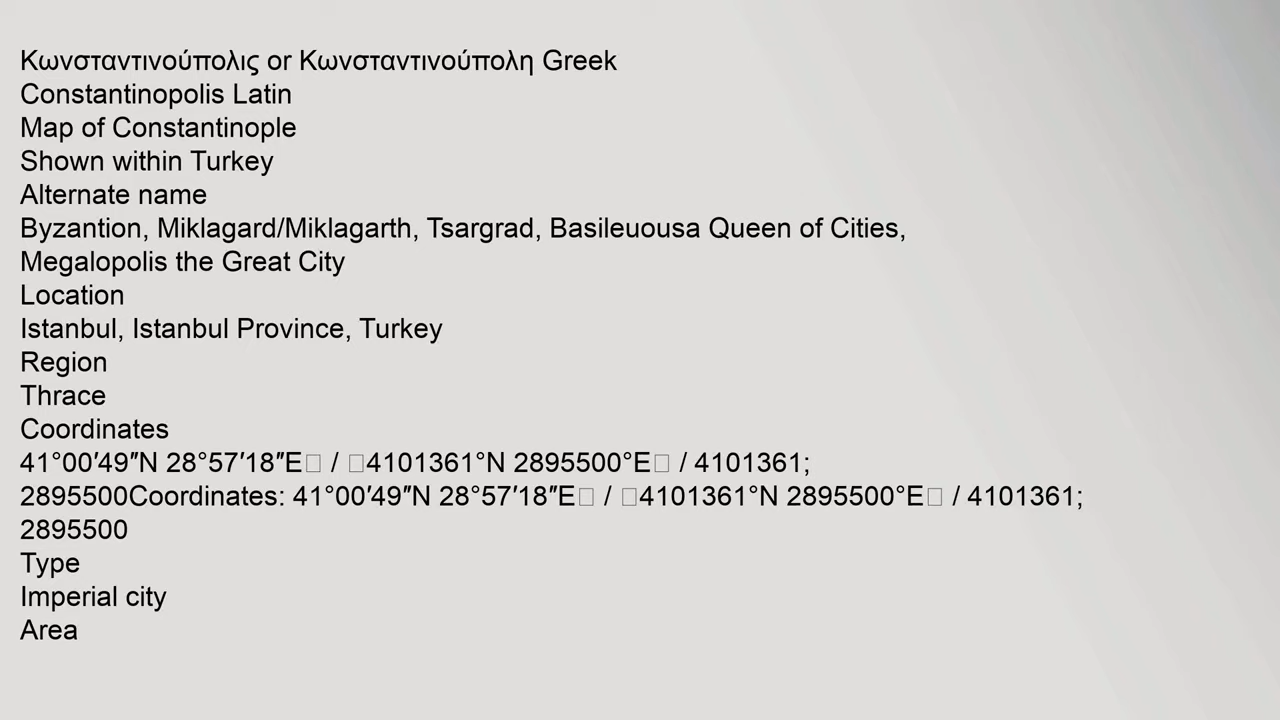 Κωνσταντινούπολις or Κωνσταντινούπολη Greek
Constantinopolis Latin
Map of Constantinople
Shown within Turkey
Alternate name
Byzantion, Miklagard/Miklagarth, Tsargrad, Basileuousa Queen of Cities,
Megalopolis the Great City
Location
Istanbul, Istanbul Province, Turkey
Region
Thrace
Coordinates
41°00′49″N 28°57′18″E□ / □4101361°N 2895500°E□ / 4101361;
2895500Coordinates: 41°00′49″N 28°57′18″E□ / □4101361°N 2895500°E□ / 4101361;
2895500
Type
Imperial city
Area